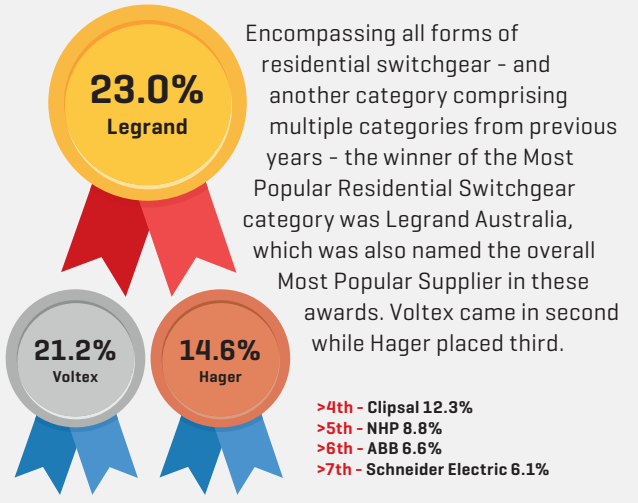 23.0%
Legrand
Encompassing all forms of
residential switchgear - and
another category comprising
multiple categories from previous
years - the winner of the Most
Popular Residential Switchgear
category was Legrand Australia,
which was also named the overall
Most Popular Supplier in these
awards. Voltex came in second
while Hager placed third.
21.2%
Voltex
14.6%
Hager
>4th - Clipsal 12.3%
>5th - NHP 8.8%
>6th - ABB 6.6%
>7th - Schneider Electric 6.1%